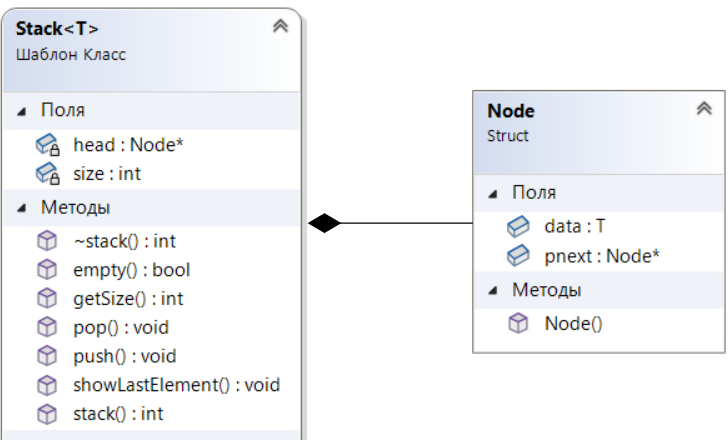 Stack<T>
Шаблон Класс
Поля
head : Node*
size : int
Методы
~stack() : int
empty() : bool
getSize() : int
pop() : void
push() : void
showLastElement() : void
stack() : int
Node
Struct
Поля
data : T
pnext : Node*
Методы
Node()